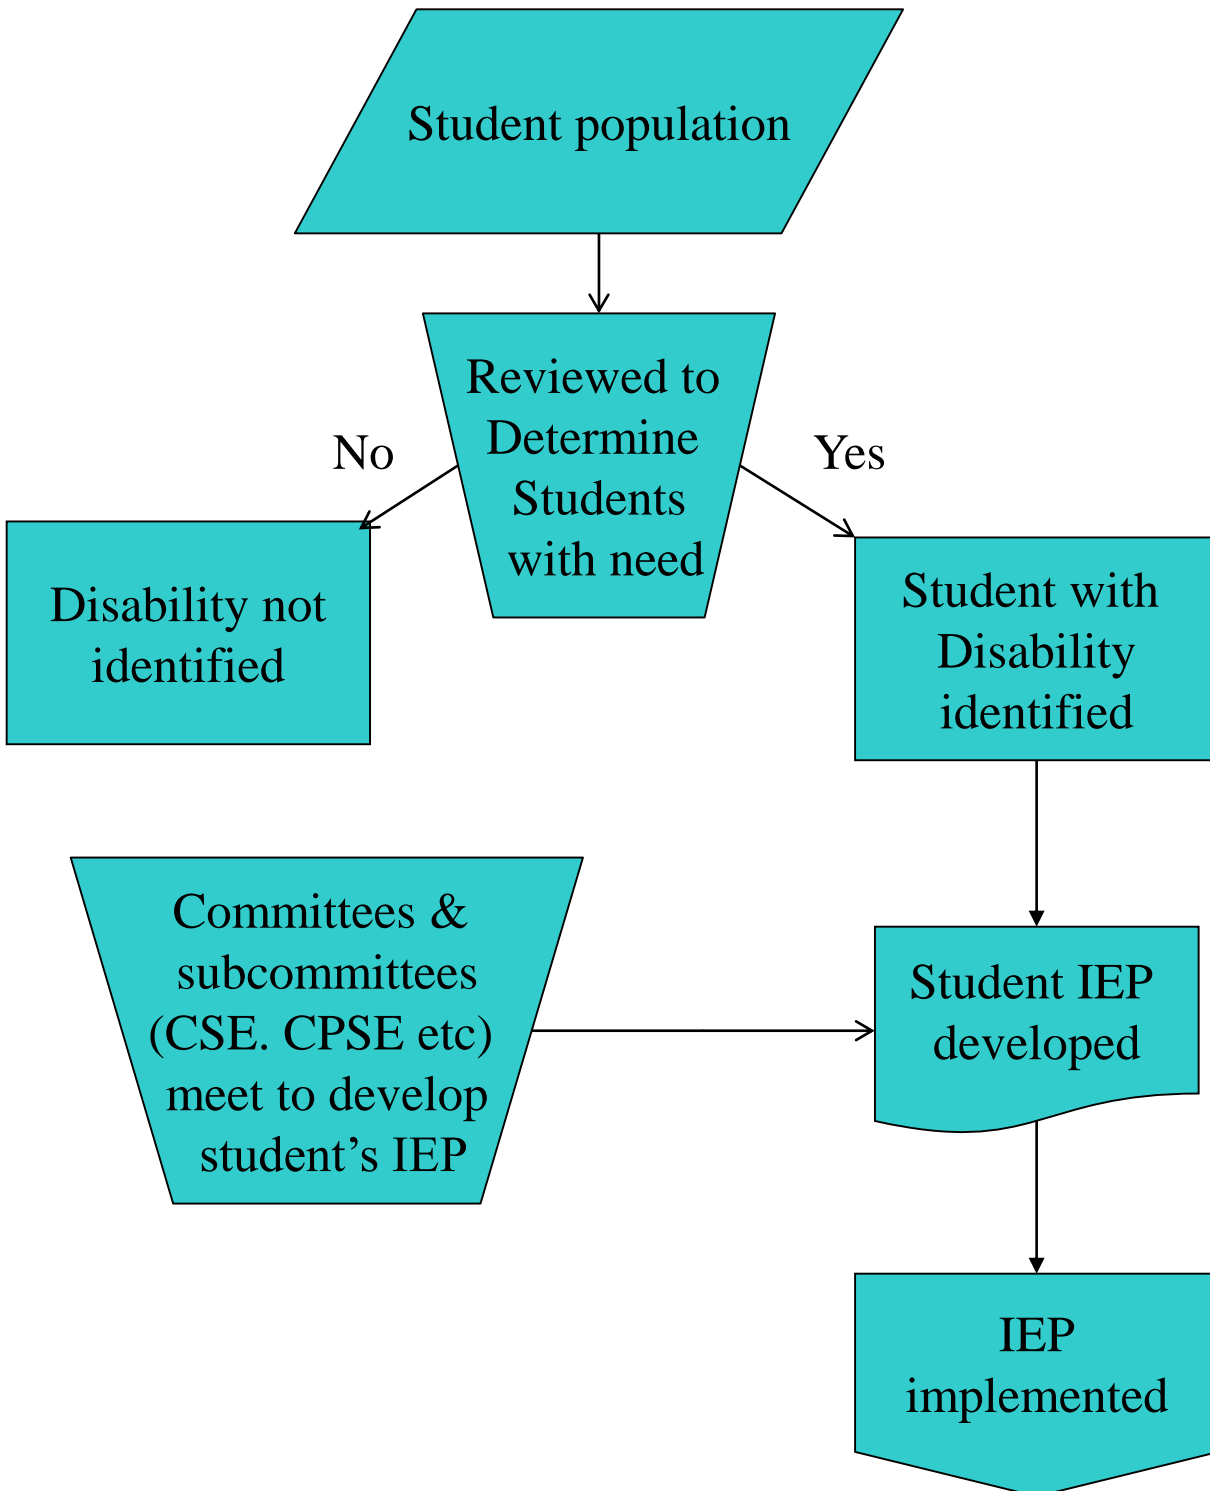 Student population
Reviewed to
Determine
Students
with need
No
Yes
Disability not
identified
Student with
Disability
identified
Committees &
subcommittees
(CSE. CPSE etc)
meet to develop
student’s IEP
Student IEP
developed
IEP
implemented